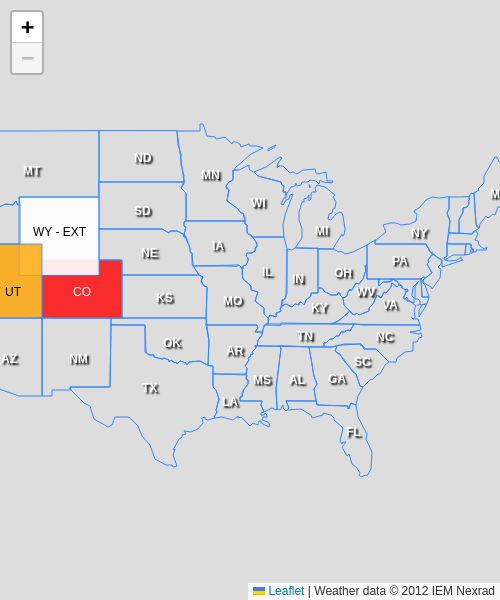 +
−
ND
MT
MN
WI
SD
M
WY - EXT
MI
NY
IA
NE
PA
IL
IN
OH
UT
CO
WV
KS
MO
VA
KY
TN
NC
OK
AR
AZ
NM
SC
TX
MS
AL
GA
LA
FL
Leaflet | Weather data © 2012 IEM Nexrad